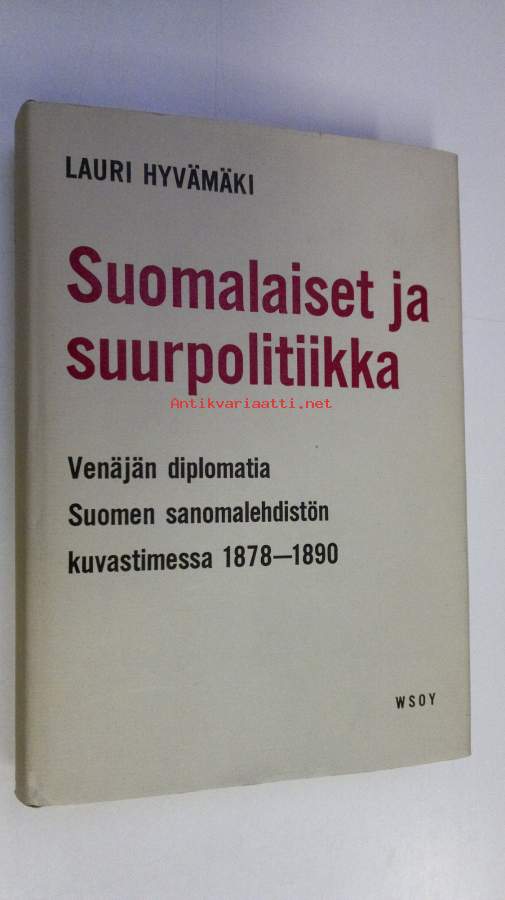 LAURI HYVÄMÄKI
Suomalaiset ja
suurpolitiikka
Antikvariaatti.net
Venäjän diplomatia
Suomen sanomalehdistön
kuvastimessa 1878—1890
WSOY